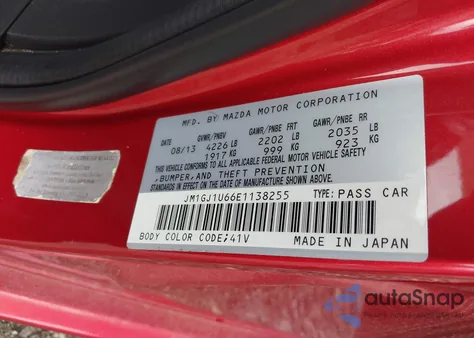 MFD. BY: MAZDA MOTOR CORPORATION
GVWR/PNBV GAWR/PNBE FRT GAWR/PNBE RR
08/13 4226 LB 2202 LB 2035 LB
1917 KG 999 KG 923 KG
THIS VEHICLE CONFORMS TO ALL APPLICABLE FEDERAL MOTOR VEHICLE SAFETY
,BUMPER,AND THEFT PREVENTION
STANDARDS IN EFFECT ON THE DATE OF MANUFACTURE SHOWN ABOVE.
JM1GJ1U66E1138255 TYPE: PASS CAR
BODY COLOR CODE:41V MADE IN JAPAN
autoSnap